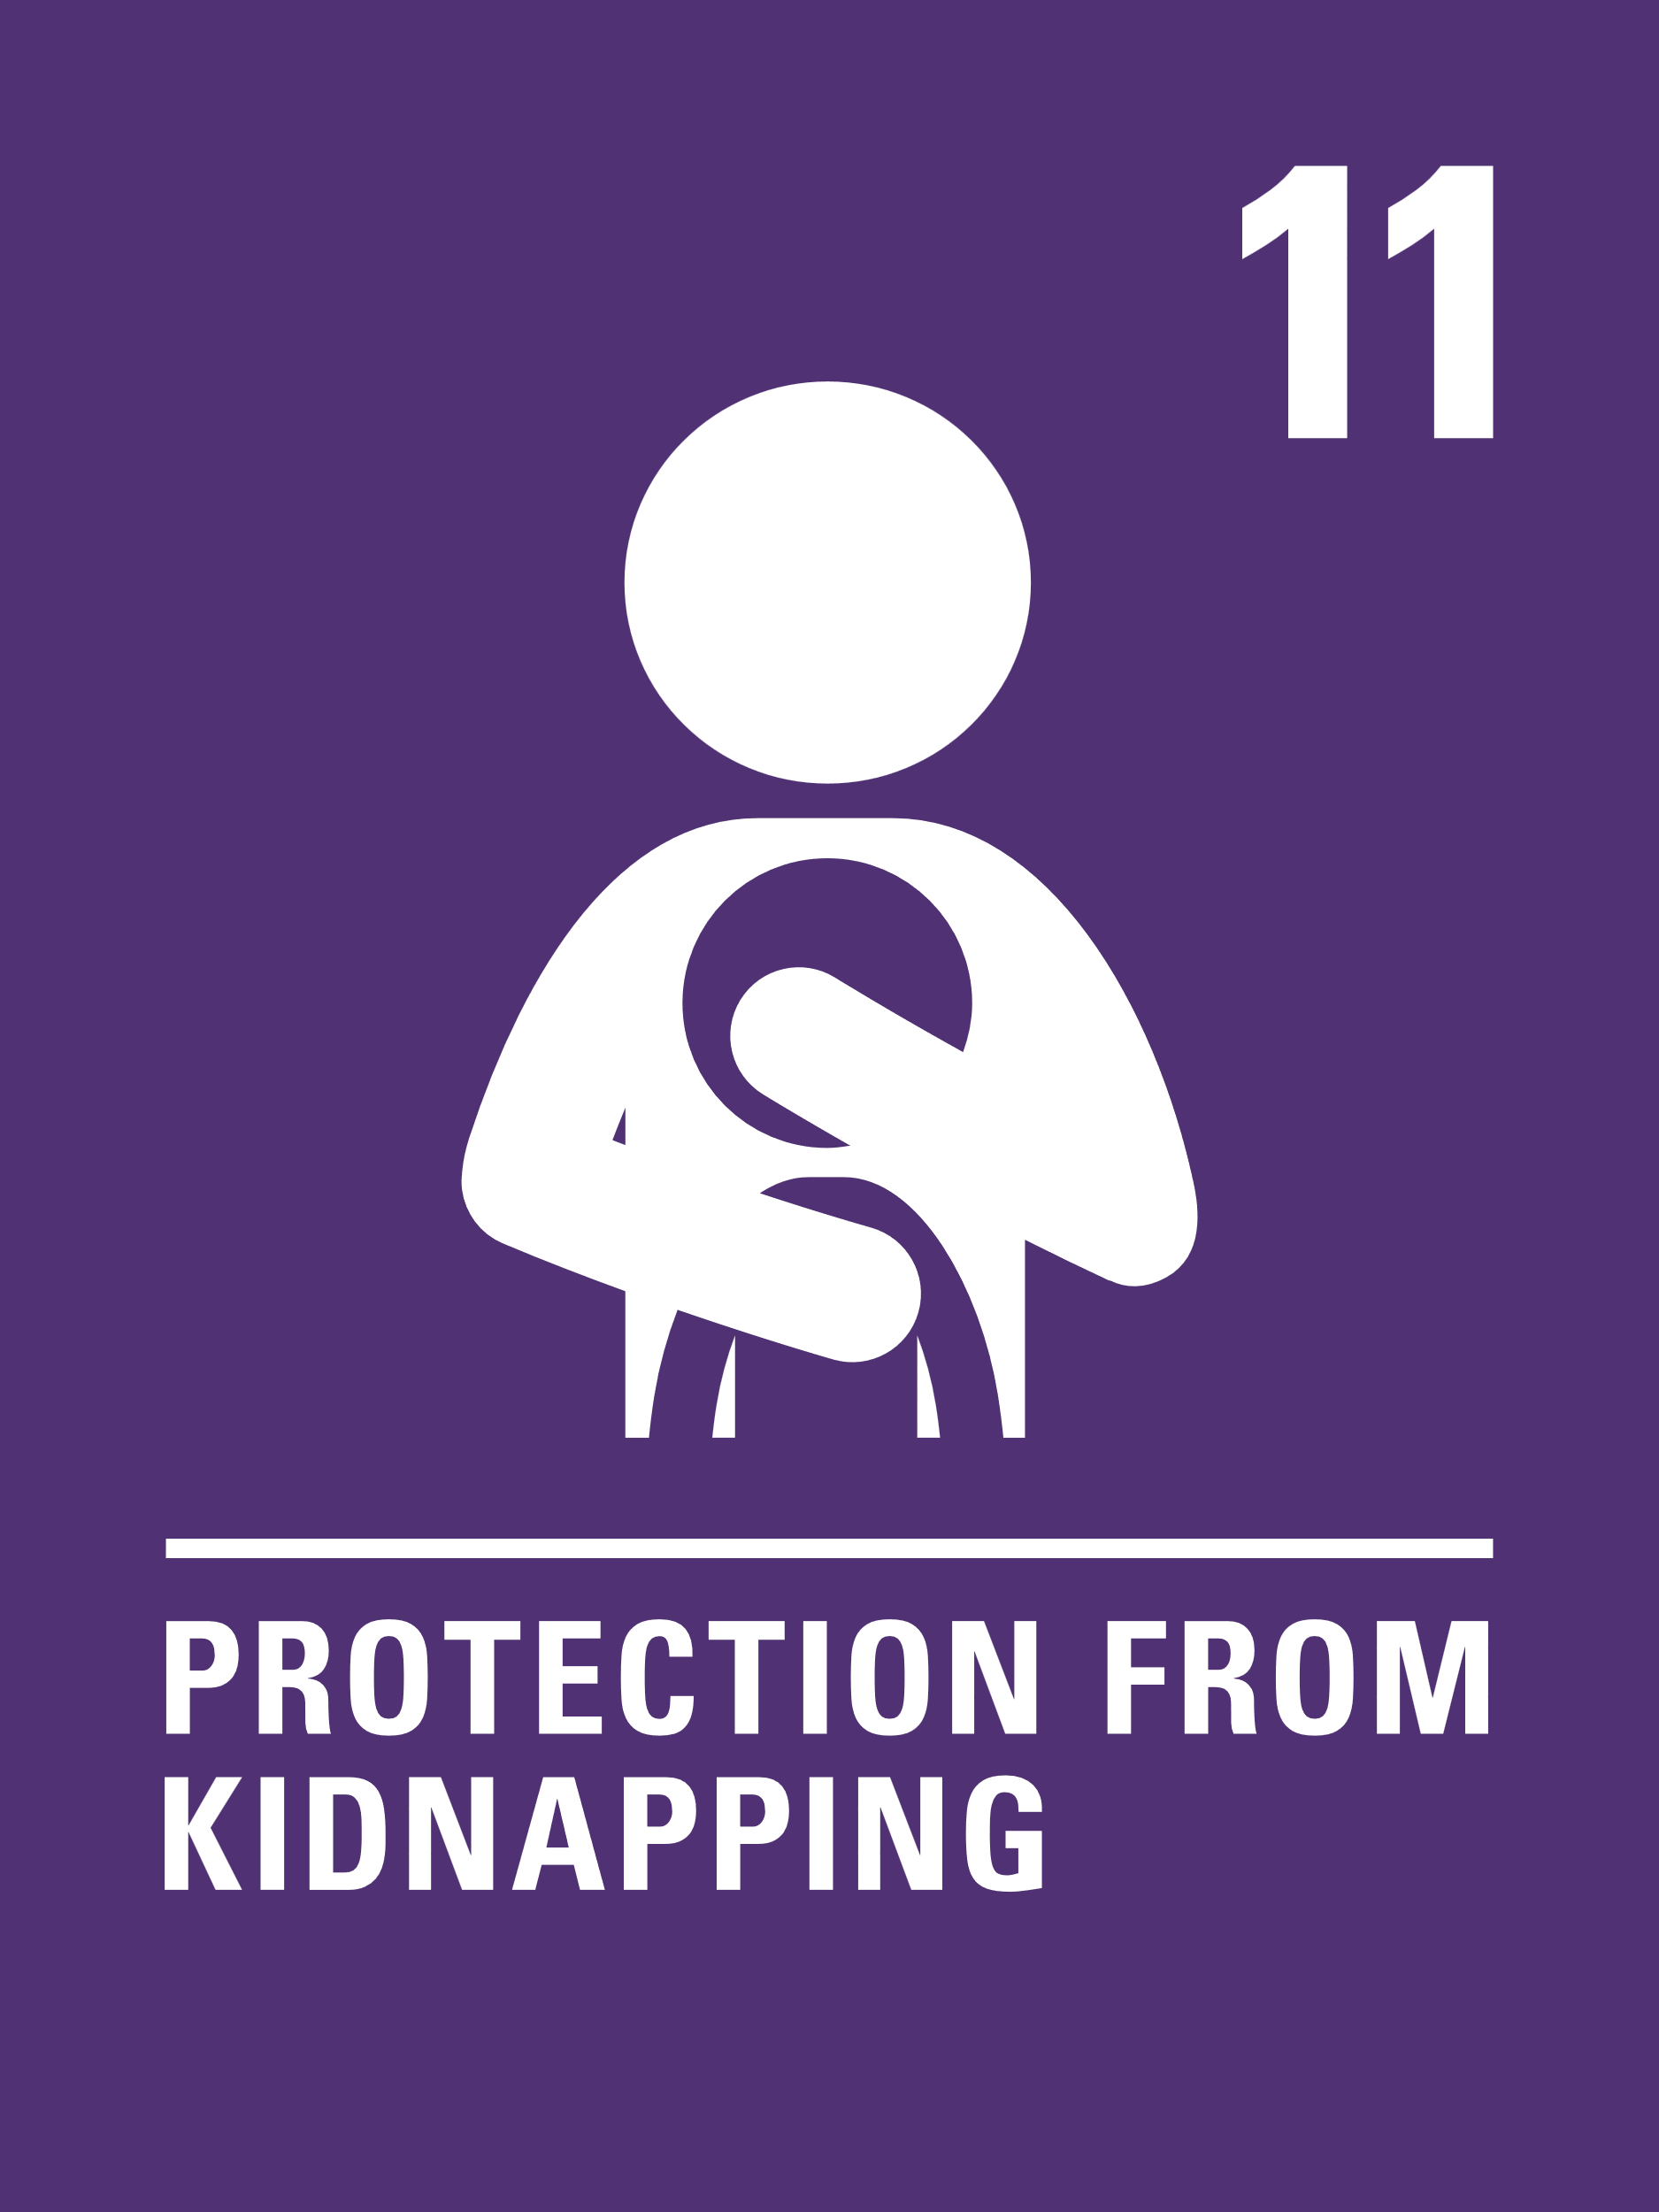 11
PROTECTION FROM
KIDNAPPING